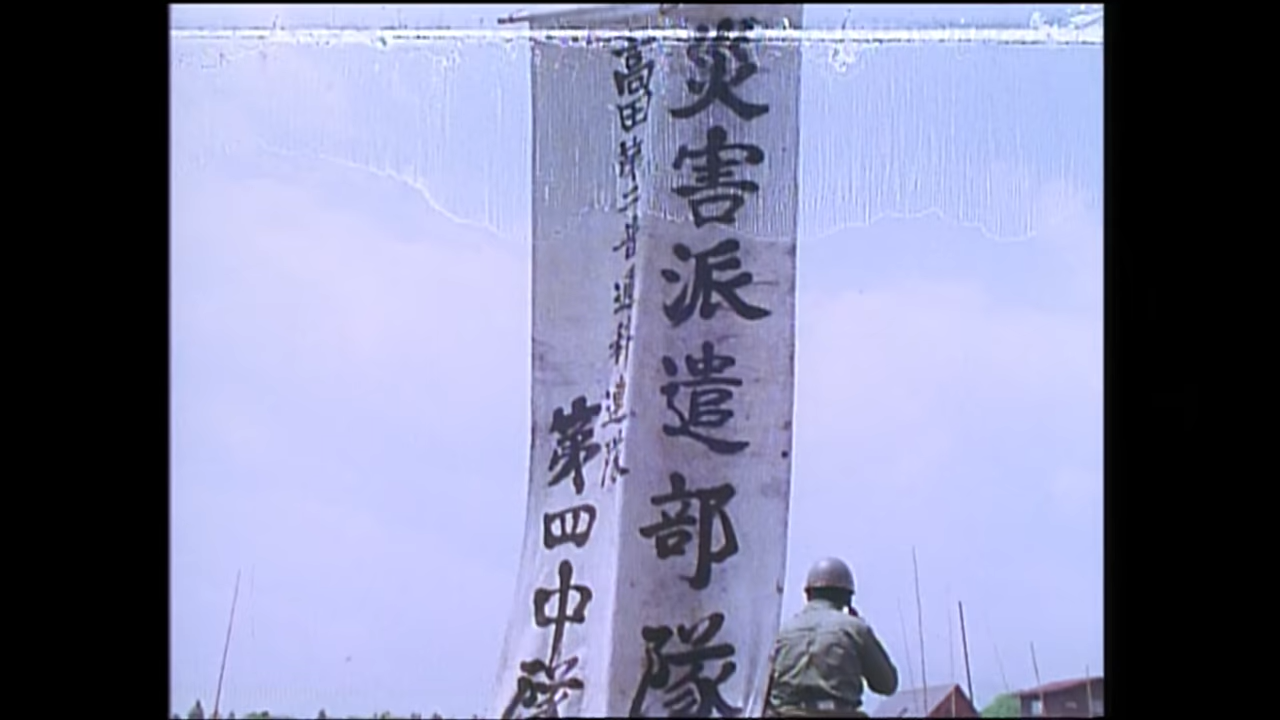 災害派遣部隊
高田第二普通科連隊
第四中隊